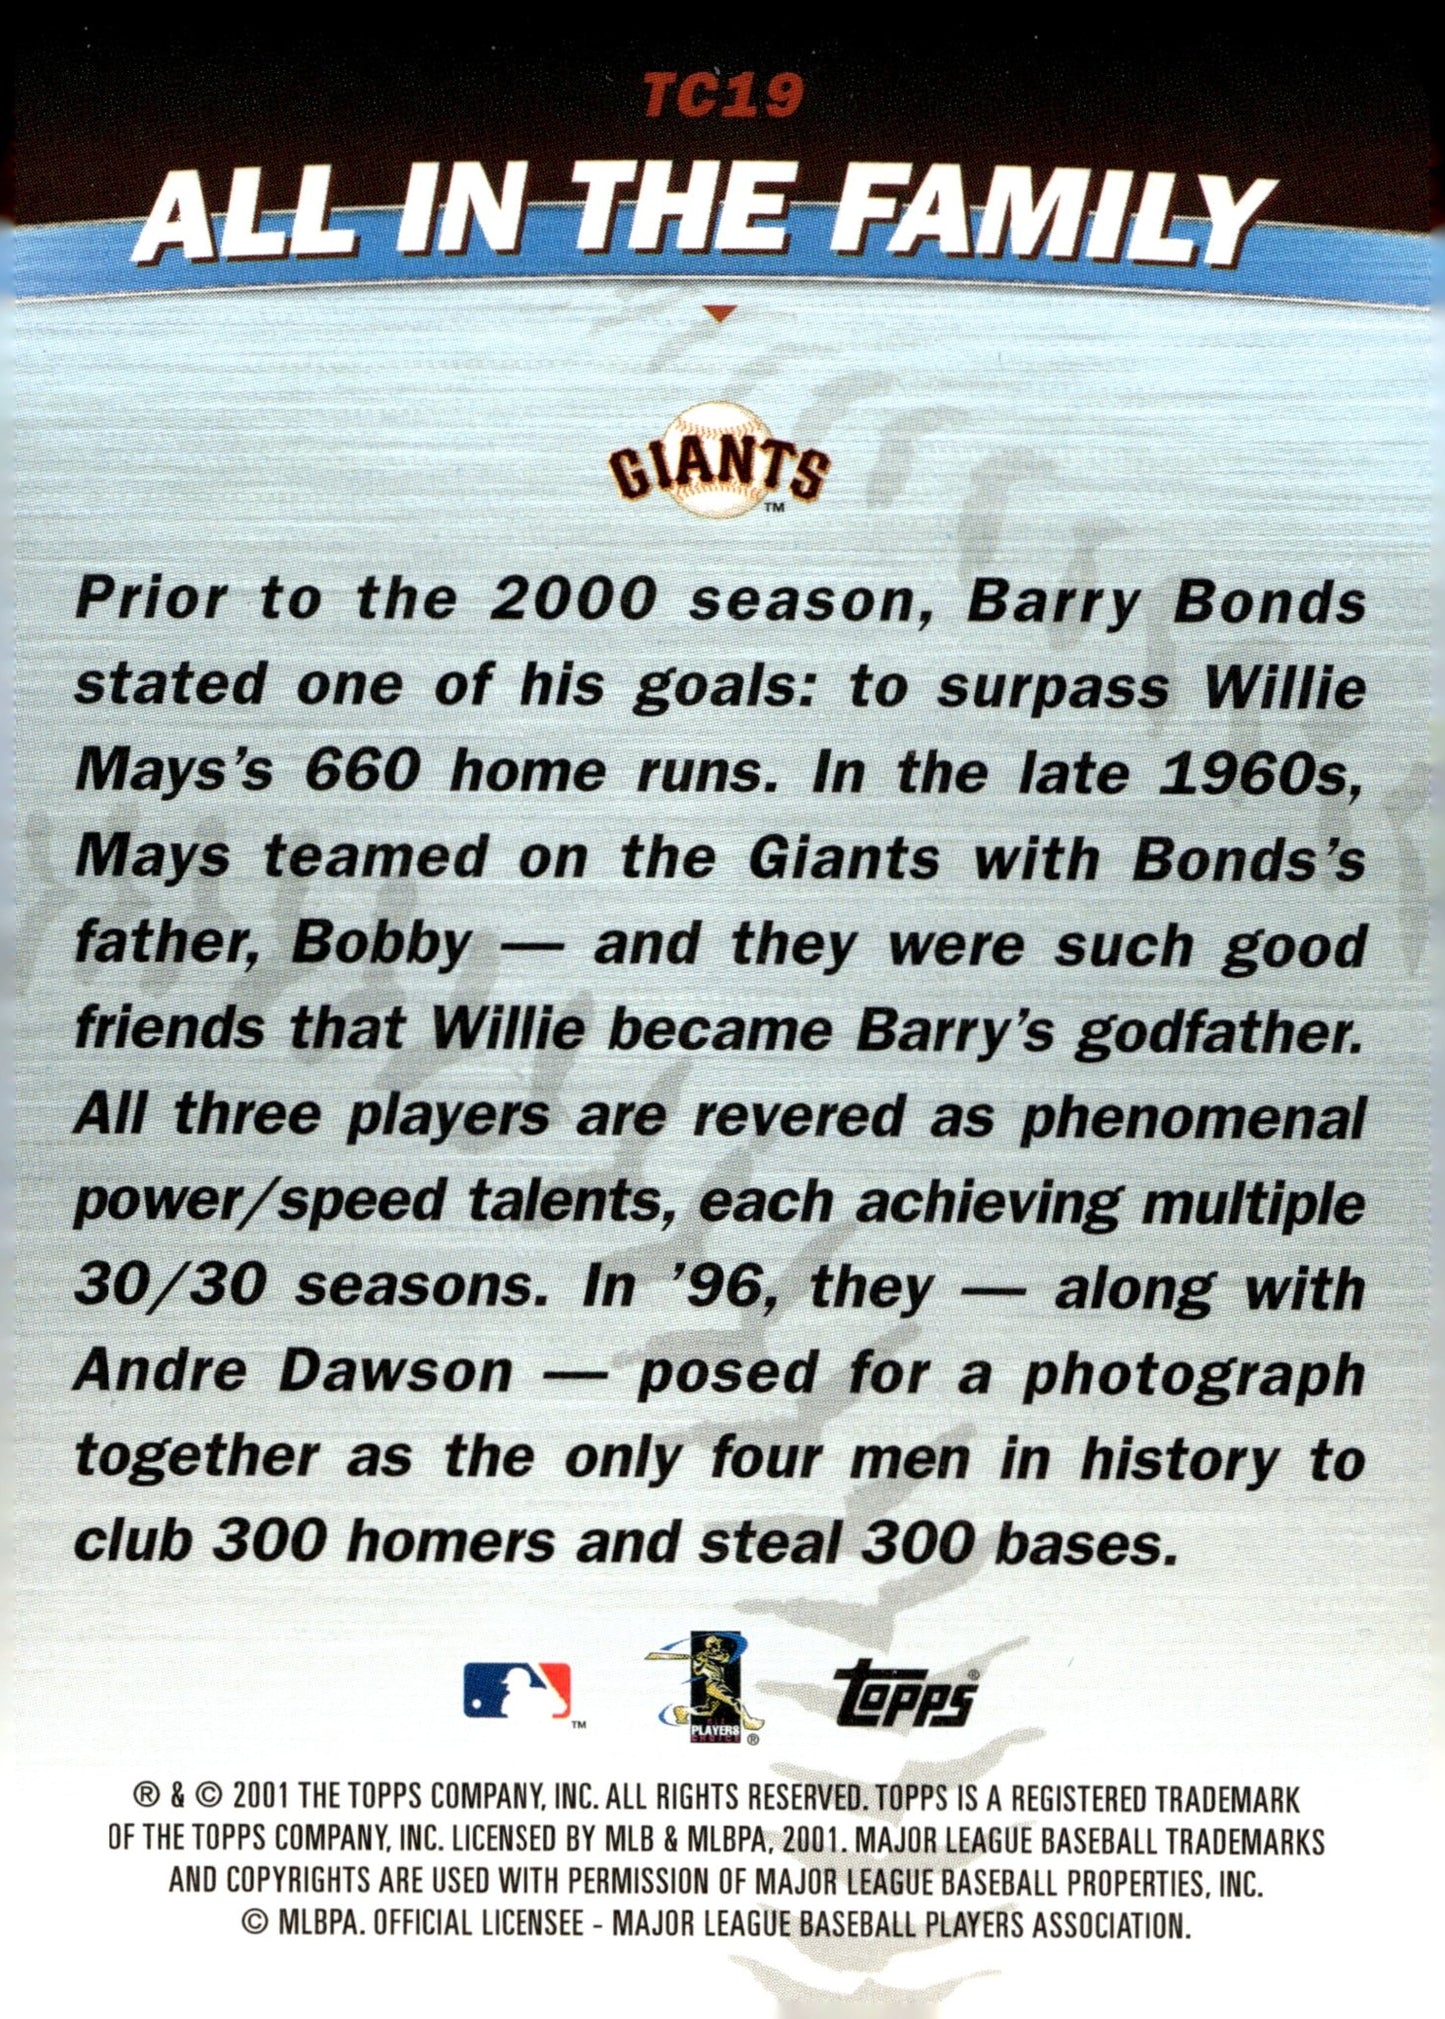 TC19
ALL IN THE FAMILY
GIANTS
™
Prior to the 2000 season, Barry Bonds
stated one of his goals: to surpass Willie
Mays’s 660 home runs. In the late 1960s,
Mays teamed on the Giants with Bonds’s
father, Bobby — and they were such good
friends that Willie became Barry’s godfather.
All three players are revered as phenomenal
power/speed talents, each achieving multiple
30/30 seasons. In ’96, they — along with
Andre Dawson — posed for a photograph
together as the only four men in history to
club 300 homers and steal 300 bases.
™
PLAYERS
CHOICE ®
Topps®
® & © 2001 THE TOPPS COMPANY, INC. ALL RIGHTS RESERVED. TOPPS IS A REGISTERED TRADEMARK
OF THE TOPPS COMPANY, INC. LICENSED BY MLB & MLBPA, 2001. MAJOR LEAGUE BASEBALL TRADEMARKS
AND COPYRIGHTS ARE USED WITH PERMISSION OF MAJOR LEAGUE BASEBALL PROPERTIES, INC.
© MLBPA. OFFICIAL LICENSEE - MAJOR LEAGUE BASEBALL PLAYERS ASSOCIATION.